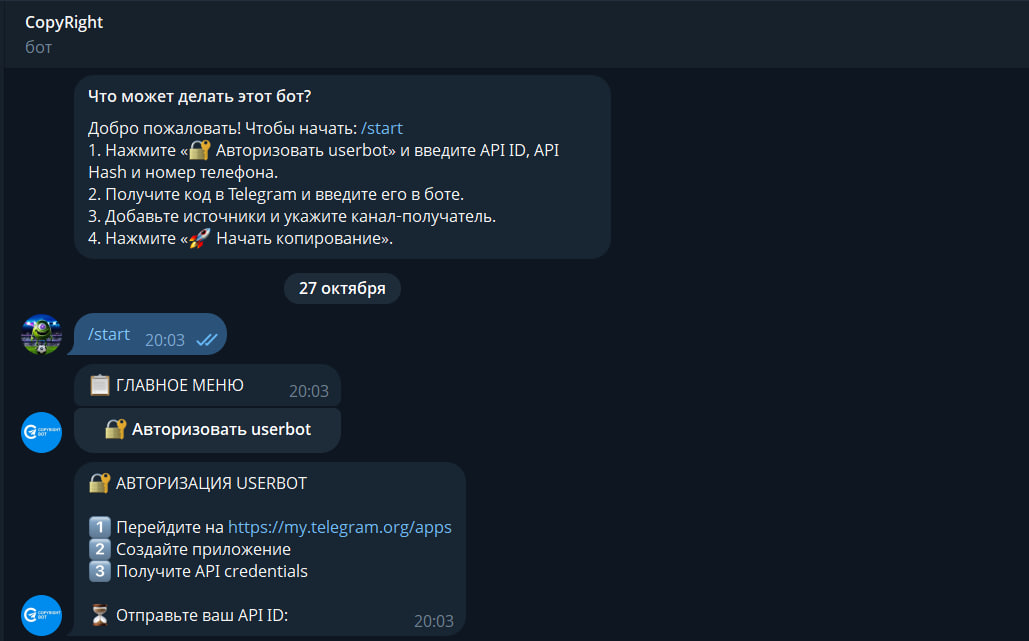 CopyRight
бот
Что может делать этот бот?
Добро пожаловать! Чтобы начать: /start
1. Нажмите «🔐 Авторизовать userbot» и введите API ID, API
Hash и номер телефона.
2. Получите код в Telegram и введите его в боте.
3. Добавьте источники и укажите канал-получатель.
4. Нажмите «🚀 Начать копирование».
27 октября
/start 20:03
📋 ГЛАВНОЕ МЕНЮ 20:03
🔐 Авторизовать userbot
COPYRIGHT
BOT
🔐 АВТОРИЗАЦИЯ USERBOT
1️⃣ Перейдите на https://my.telegram.org/apps
2️⃣ Создайте приложение
3️⃣ Получите API credentials
⏳ Отправьте ваш API ID: 20:03
COPYRIGHT
BOT